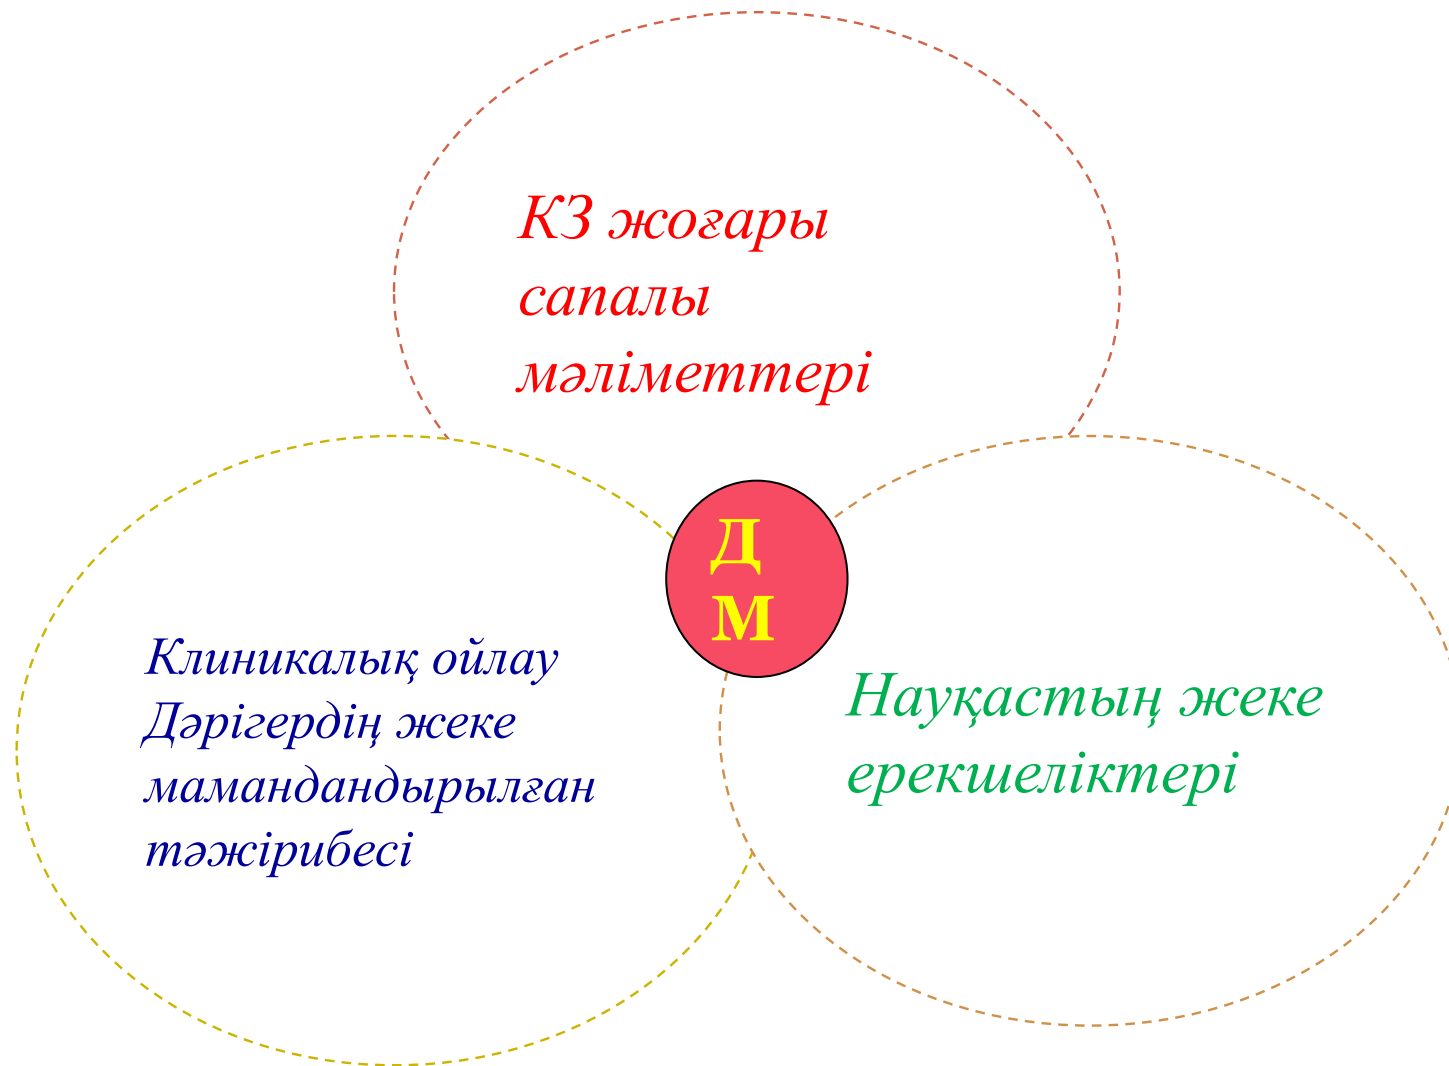 КЗ жоғары
сапалы
мәліметтері
Д
М
Клиникалық ойлау
Дәрігердің жеке
мамандандырылған
тәжірибесі
Науқастың жеке
ерекшеліктері